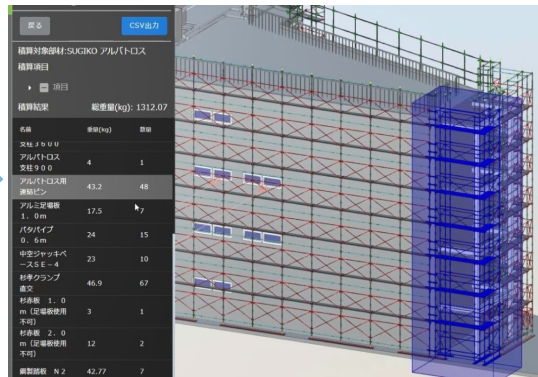 戻る
CSV出力
積算対象部材:SUGIKO アルバトロス
積算項目
項目
積算結果
総重量(kg): 1312.07
名前 重量(kg) 数量
支柱3600
アルバトロス
支柱900
4 1
アルバトロス用
連結ピン
43.2 48
アルミ足場板
1.0m
17.5 7
バタパイプ
0.6m
24 15
中空ジャッキベ
ースSE-4
23 10
杉孝クランプ
直交
46.9 67
杉赤板 1.0
m(足場板使用
不可)
3 1
杉赤板 2.0
m(足場板使用
不可)
12 2
鋼製踏板 N2 42.77 7